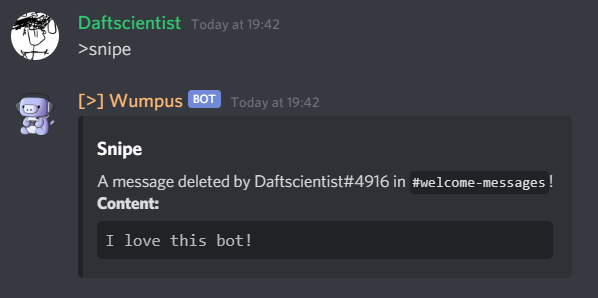 Daftscientist Today at 19:42
>snipe
[>] Wumpus BOT Today at 19:42
Snipe
A message deleted by Daftscientist#4916 in #welcome-messages!
Content:
I love this bot!